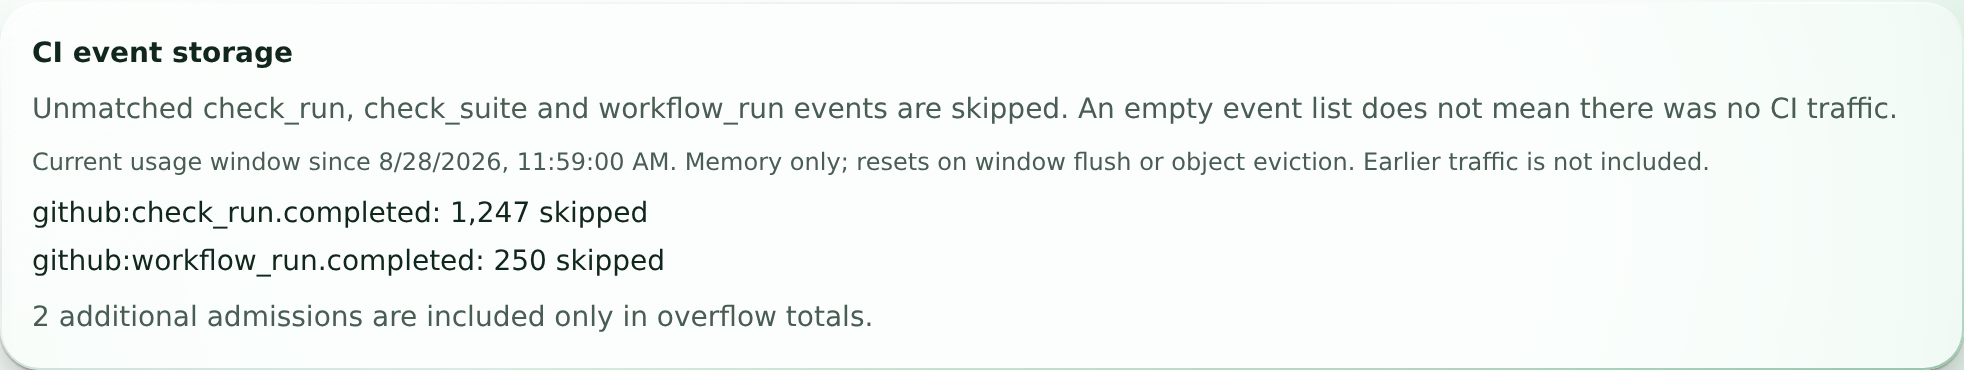 CI event storage
Unmatched check_run, check_suite and workflow_run events are skipped. An empty event list does not mean there was no CI traffic.
Current usage window since 8/28/2026, 11:59:00 AM. Memory only; resets on window flush or object eviction. Earlier traffic is not included.
github:check_run.completed: 1,247 skipped
github:workflow_run.completed: 250 skipped
2 additional admissions are included only in overflow totals.